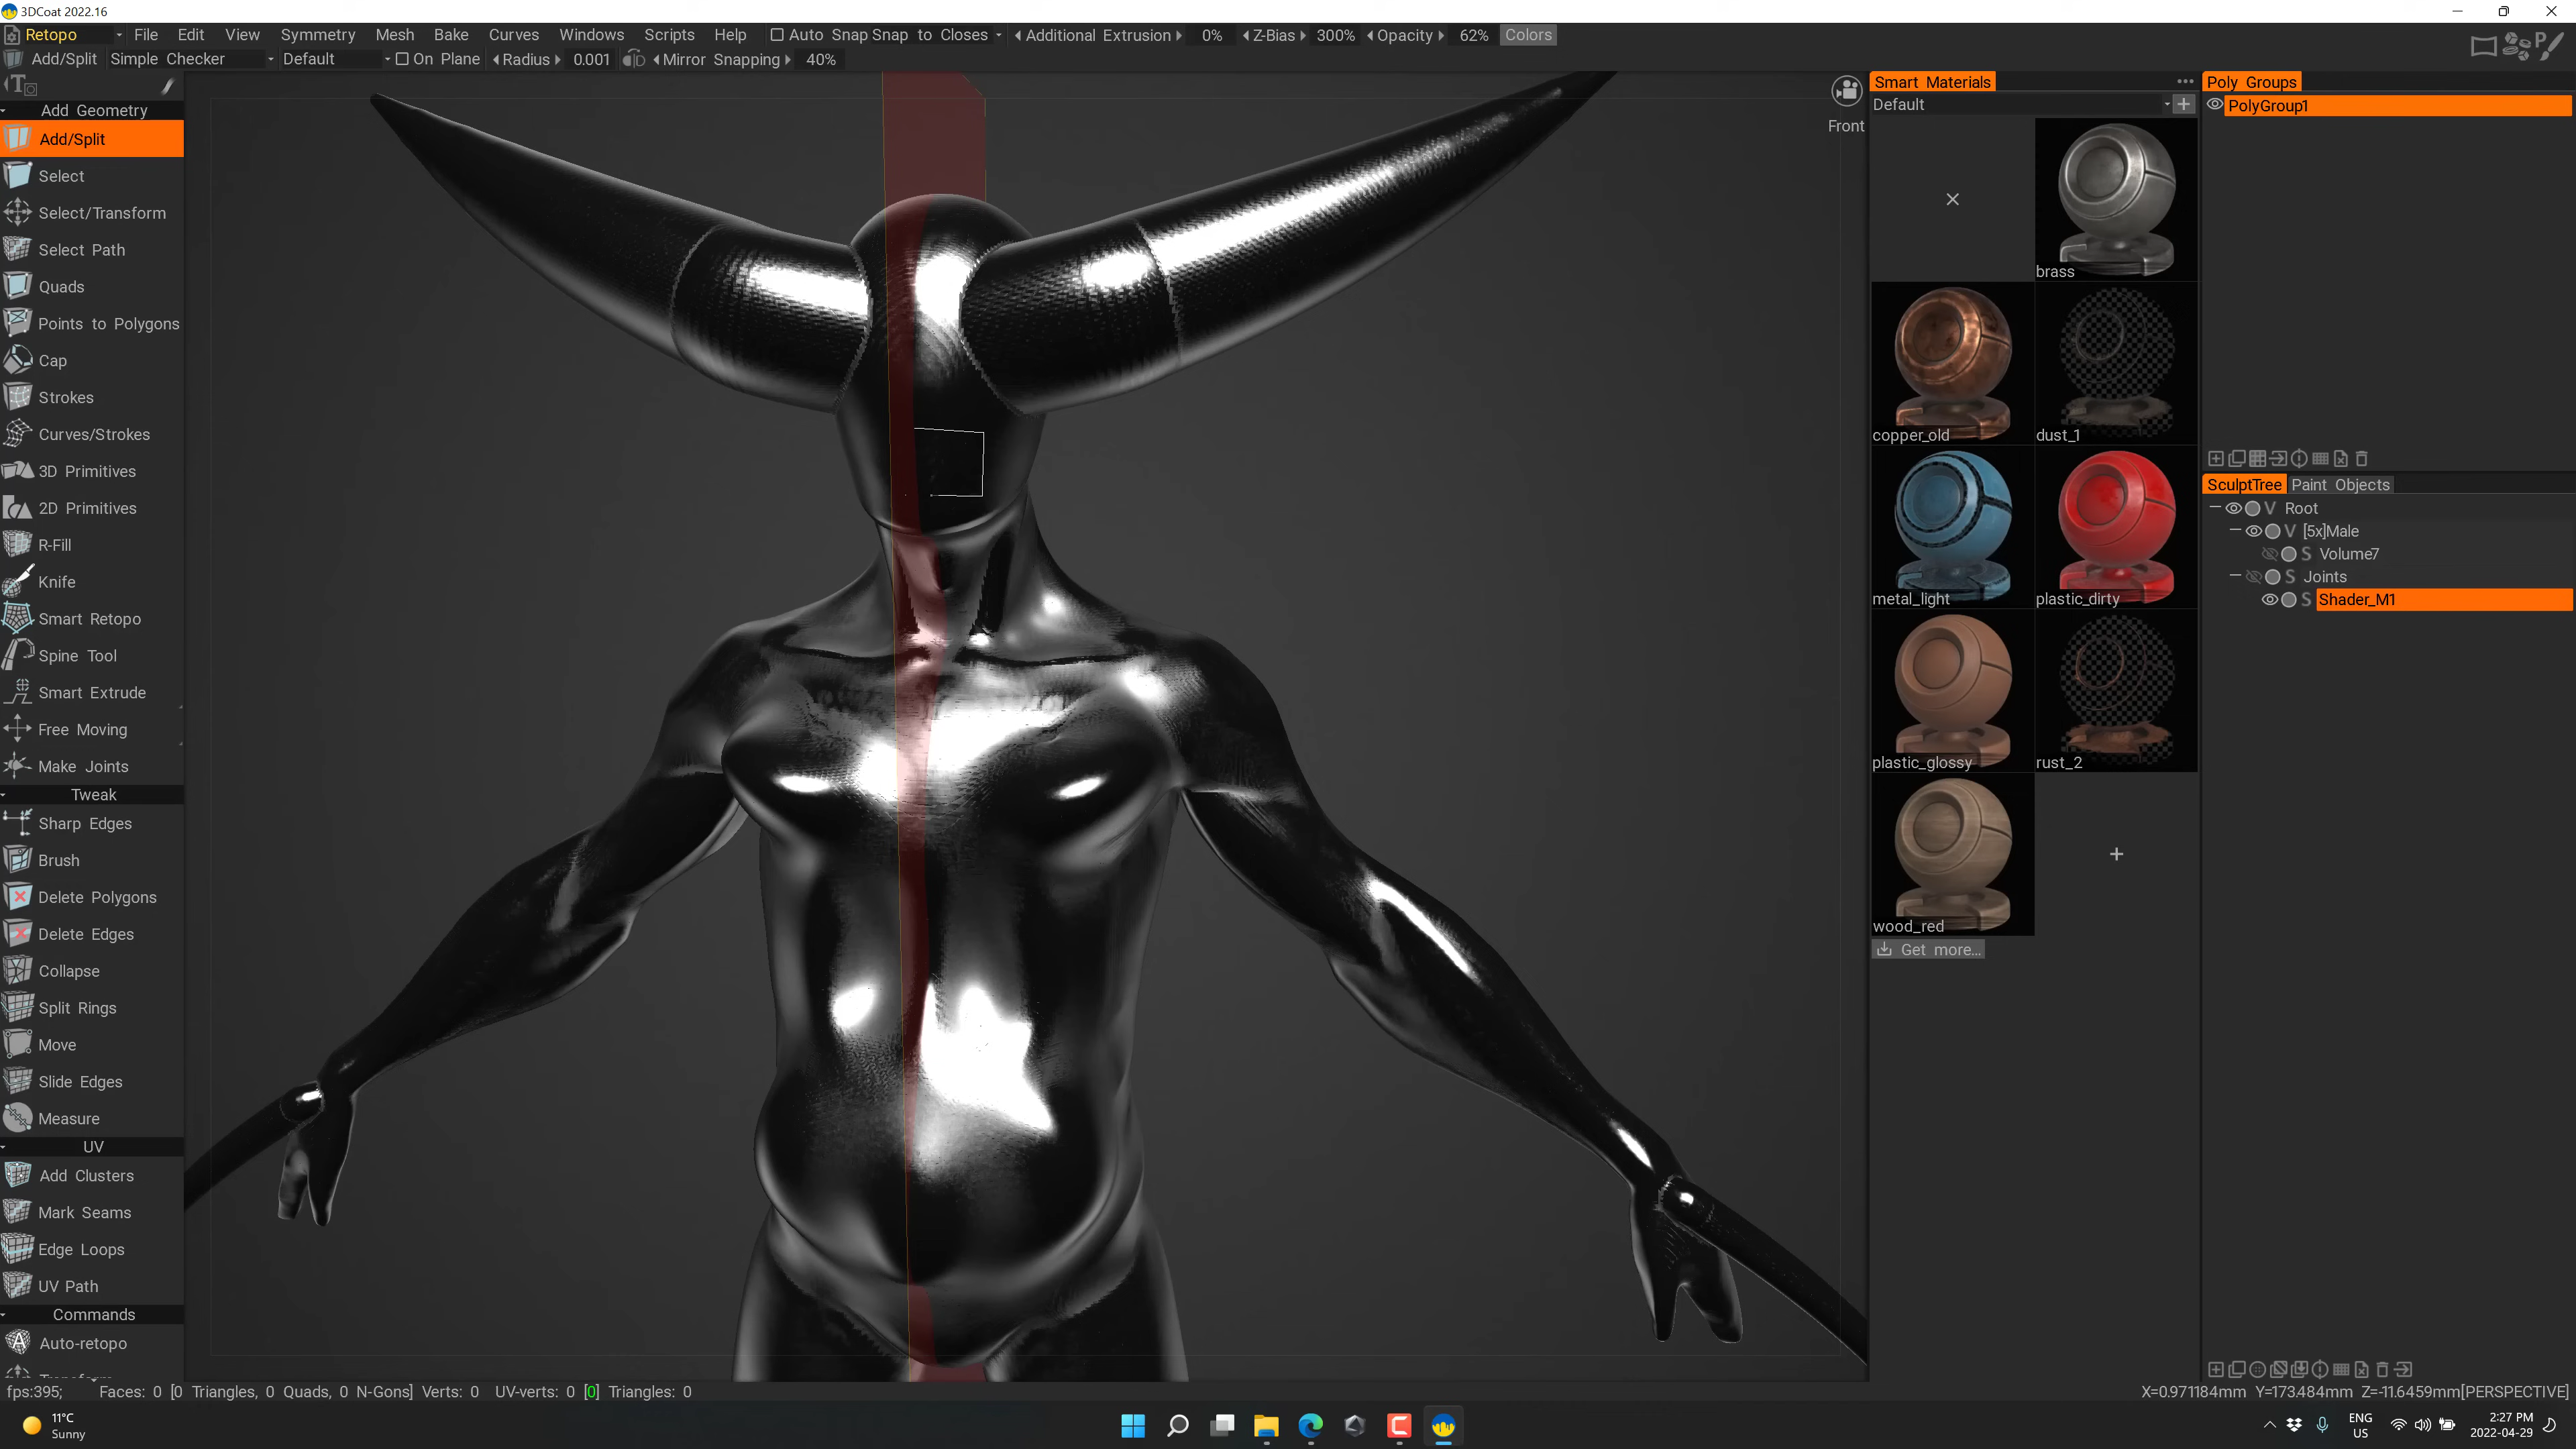 3DCoat 2022.16
Retopo File Edit View Symmetry Mesh Bake Curves Windows Scripts Help Auto Snap Snap to Closes Additional Extrusion 0% Z-Bias 300% Opacity 62% Colors
Add/Split Simple Checker Default On Plane Radius 0.001 Mirror Snapping 40%
Add Geometry
Add/Split
Select
Select/Transform
Select Path
Quads
Points to Polygons
Cap
Strokes
Curves/Strokes
3D Primitives
2D Primitives
R-Fill
Knife
Smart Retopo
Spine Tool
Smart Extrude
Free Moving
Make Joints
Tweak
Sharp Edges
Brush
Delete Polygons
Delete Edges
Collapse
Split Rings
Move
Slide Edges
Measure
UV
Add Clusters
Mark Seams
Edge Loops
UV Path
Commands
Auto-retopo
Front
Smart Materials
Default
brass
copper_old
dust_1
metal_light
plastic_dirty
plastic_glossy
rust_2
wood_red
Get more...
Poly Groups
PolyGroup1
SculptTree Paint Objects
V Root
V [5x]Male
S Volume7
S Joints
S Shader_M1
fps:395; Faces: 0 [0 Triangles, 0 Quads, 0 N-Gons] Verts: 0 UV-verts: 0 [0] Triangles: 0
X=0.971184mm Y=173.484mm Z=-11.6459mm[PERSPECTIVE]
11°C
Sunny
ENG
US
2:27 PM
2022-04-29